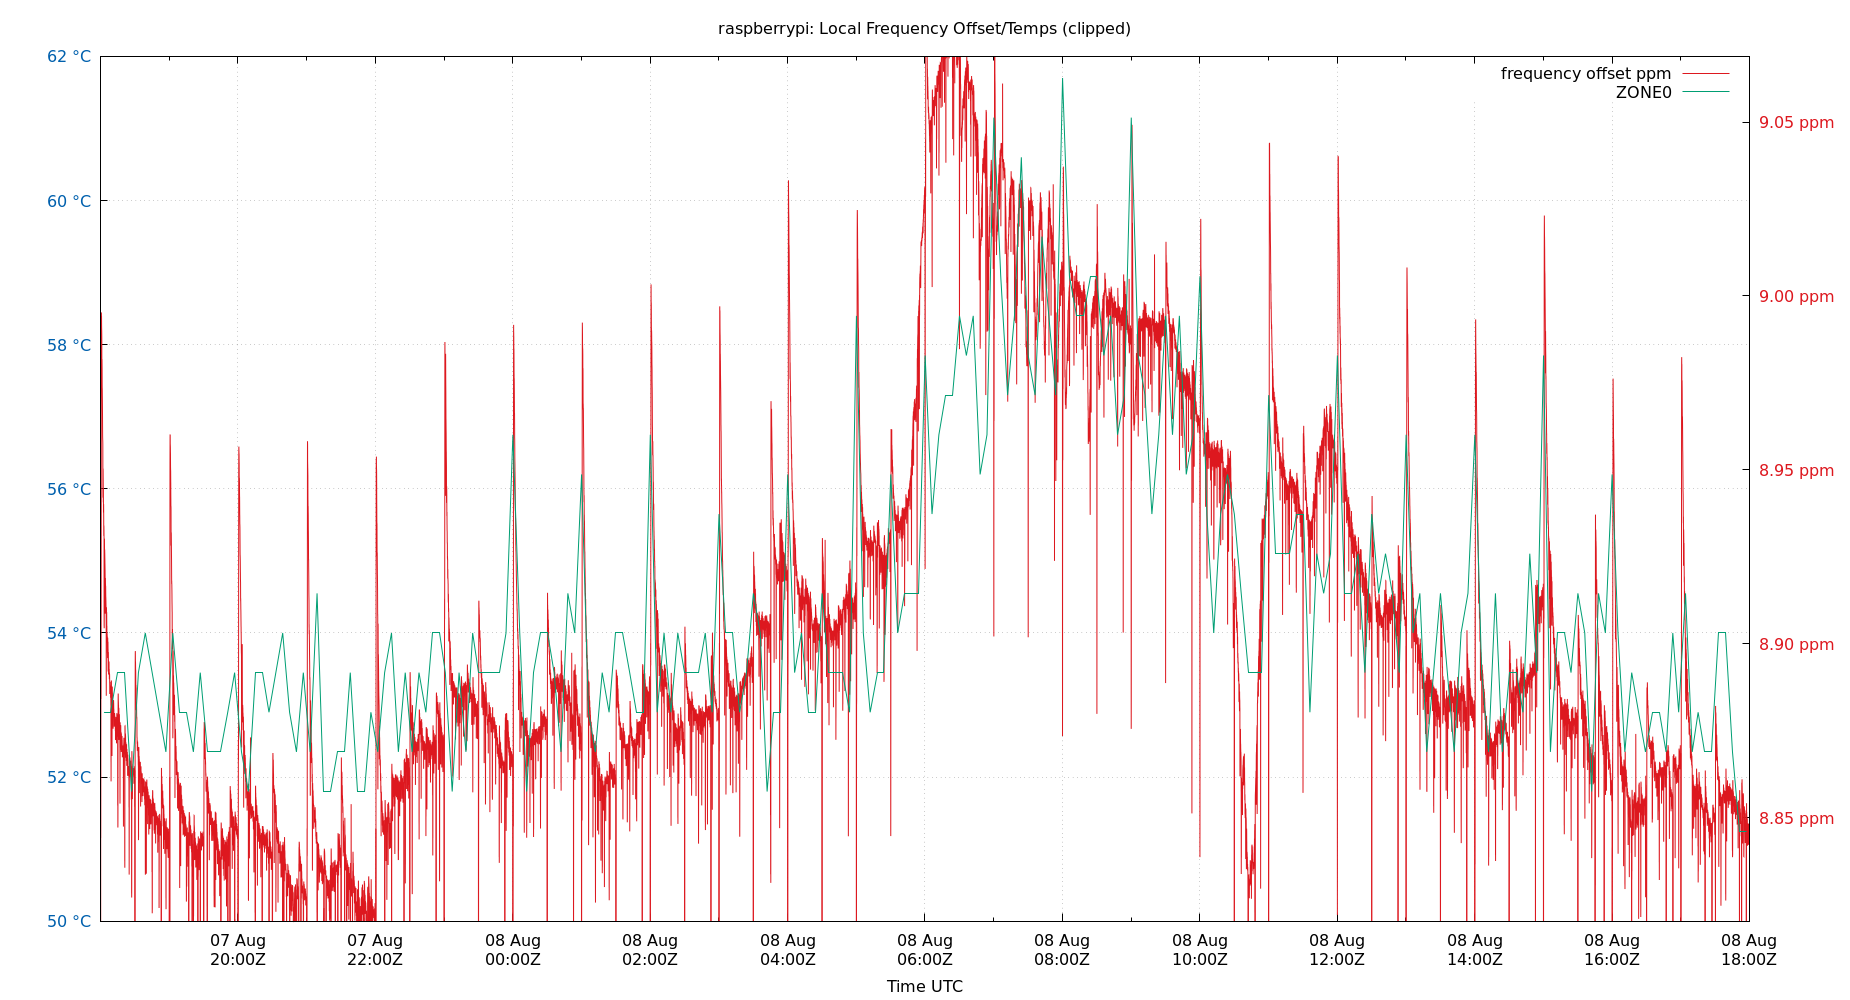 raspberrypi: Local Frequency Offset/Temps (clipped)
frequency offset ppm
ZONE0
62 °C
60 °C
58 °C
56 °C
54 °C
52 °C
50 °C
9.05 ppm
9.00 ppm
8.95 ppm
8.90 ppm
8.85 ppm
07 Aug
20:00Z
07 Aug
22:00Z
08 Aug
00:00Z
08 Aug
02:00Z
08 Aug
04:00Z
08 Aug
06:00Z
08 Aug
08:00Z
08 Aug
10:00Z
08 Aug
12:00Z
08 Aug
14:00Z
08 Aug
16:00Z
08 Aug
18:00Z
Time UTC